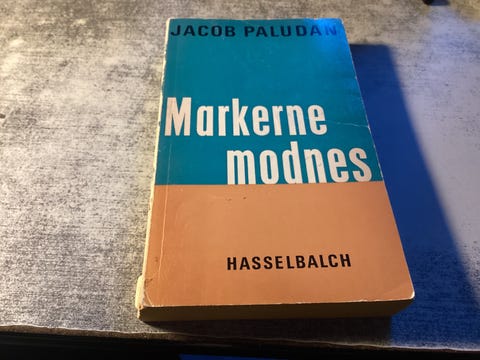 JACOB PALUDAN
Markerne
modnes
HASSELBALCH